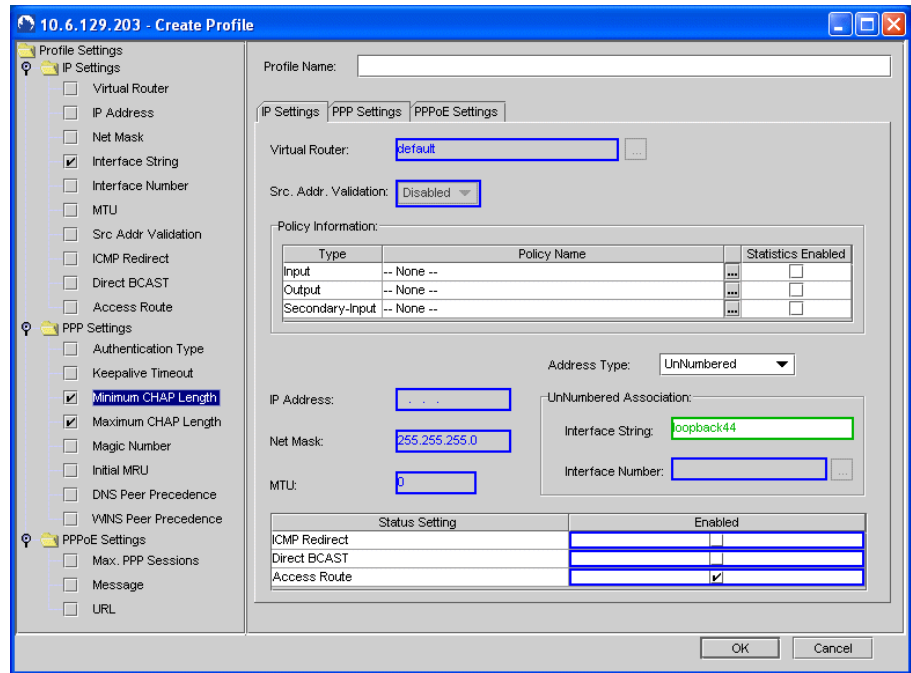 10.6.129.203 - Create Profile
Profile Settings
IP Settings
Virtual Router
IP Address
Net Mask
Interface String
Interface Number
MTU
Src Addr Validation
ICMP Redirect
Direct BCAST
Access Route
PPP Settings
Authentication Type
Keepalive Timeout
Minimum CHAP Length
Maximum CHAP Length
Magic Number
Initial MRU
DNS Peer Precedence
WINS Peer Precedence
PPPoE Settings
Max. PPP Sessions
Message
URL
Profile Name:
IP Settings PPP Settings PPPoE Settings
Virtual Router: default ...
Src. Addr. Validation: Disabled
Policy Information:
Type Policy Name Statistics Enabled
Input -- None -- ...
Output -- None -- ...
Secondary-Input -- None -- ...
Address Type: UnNumbered
IP Address: . . .
Net Mask: 255.255.255.0
MTU: 0
UnNumbered Association:
Interface String: loopback44
Interface Number: ...
Status Setting Enabled
ICMP Redirect
Direct BCAST
Access Route
OK Cancel